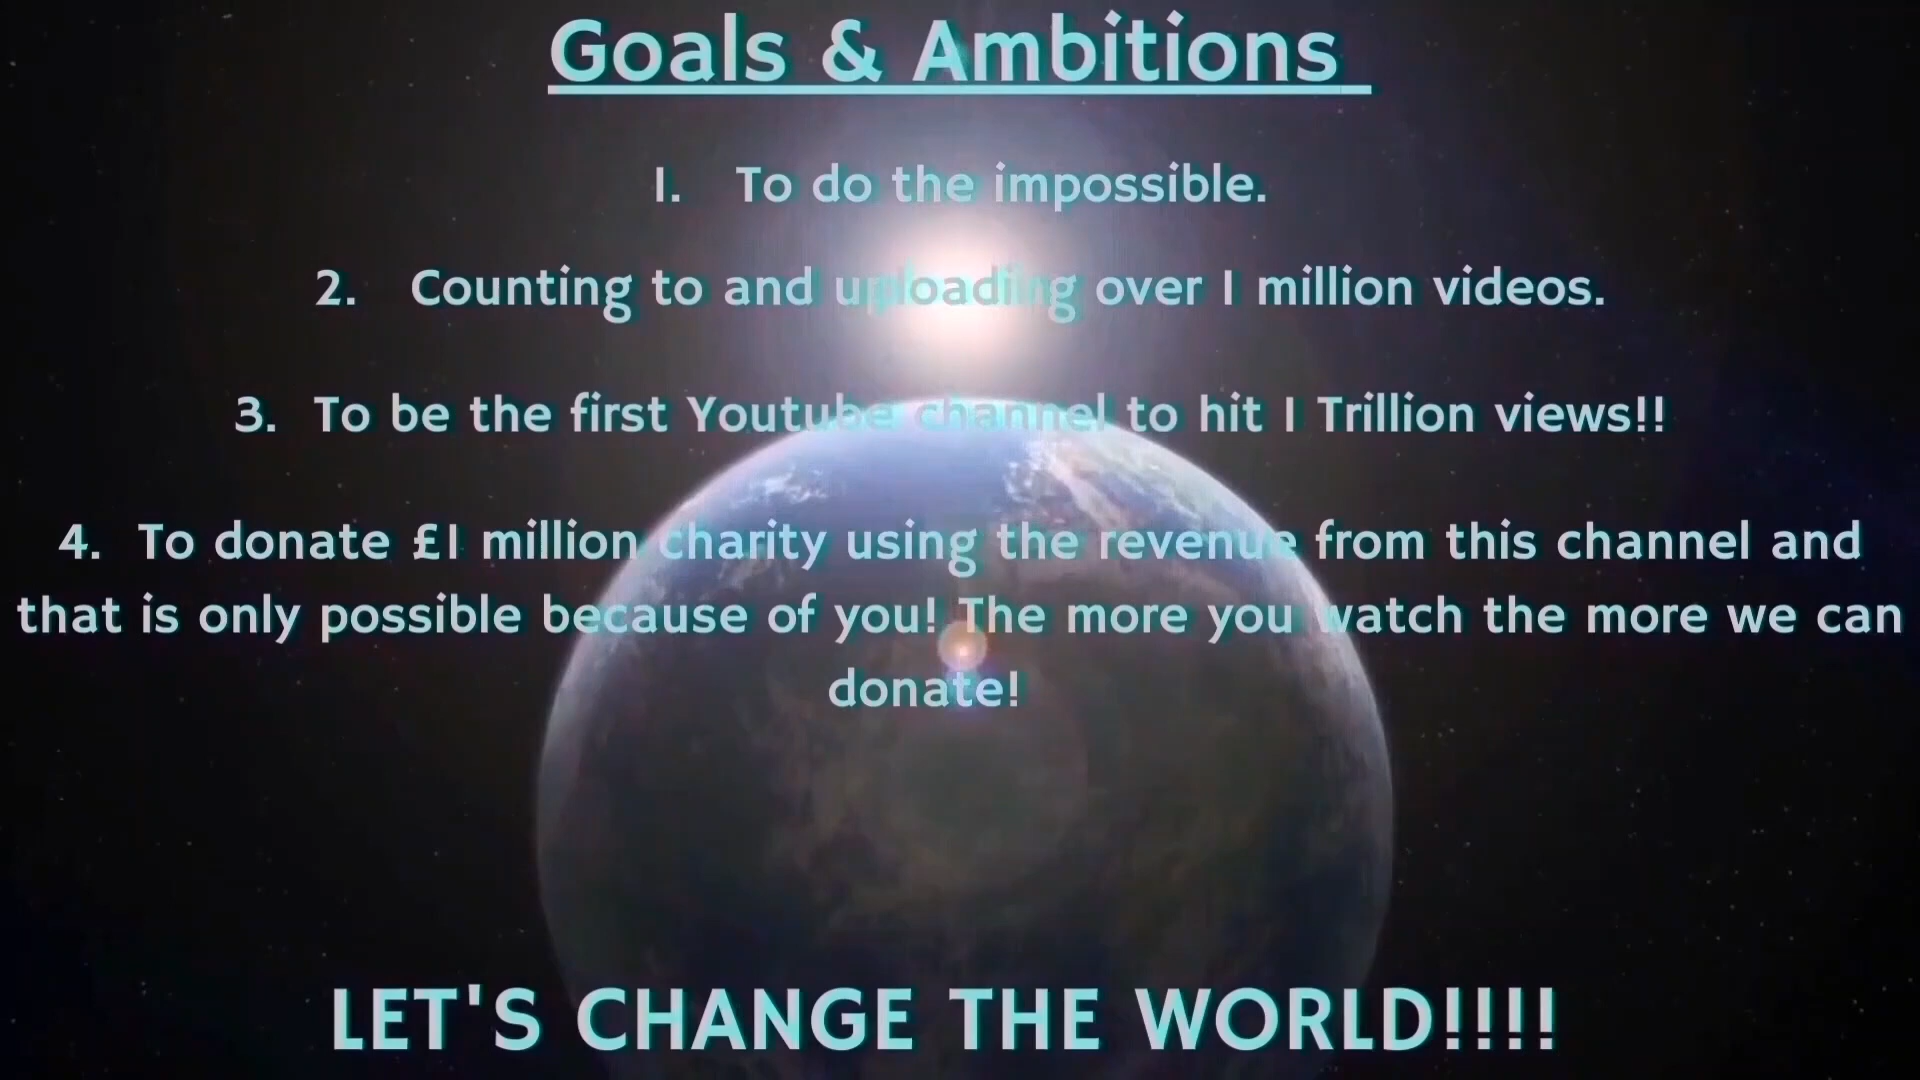 Goals & Ambitions
1. To do the impossible.
2. Counting to and uploading over 1 million videos.
3. To be the first Youtube channel to hit 1 Trillion views!!
4. To donate £1 million charity using the revenue from this channel and
that is only possible because of you! The more you watch the more we can
donate!
LET'S CHANGE THE WORLD!!!!